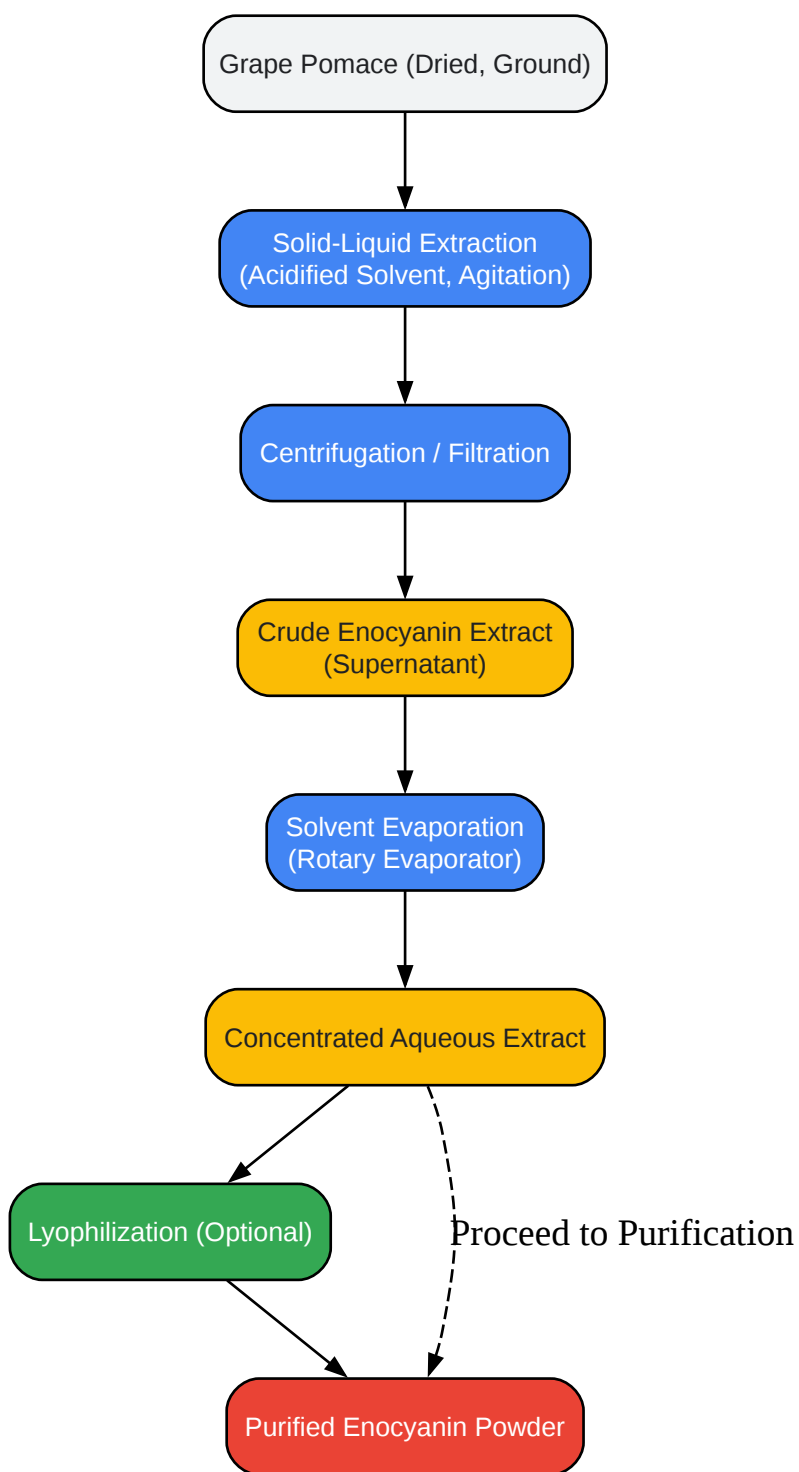 Grape Pomace (Dried, Ground)
Solid-Liquid Extraction
(Acidified Solvent, Agitation)
Centrifugation / Filtration
Crude Enocyanin Extract
(Supernatant)
Solvent Evaporation
(Rotary Evaporator)
Concentrated Aqueous Extract
Lyophilization (Optional)
Proceed to Purification
Purified Enocyanin Powder